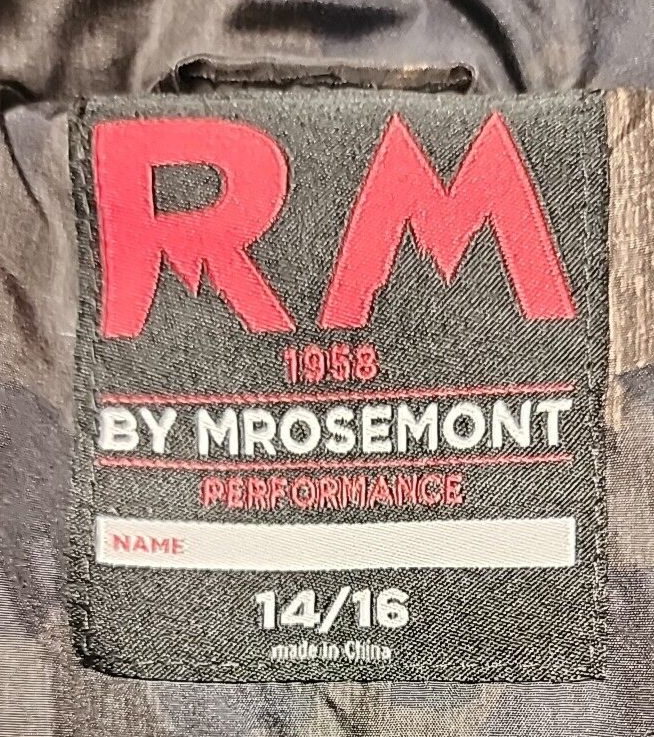 RM
1958
BY MROSEMONT
PERFORMANCE
NAME
14/16
made in China